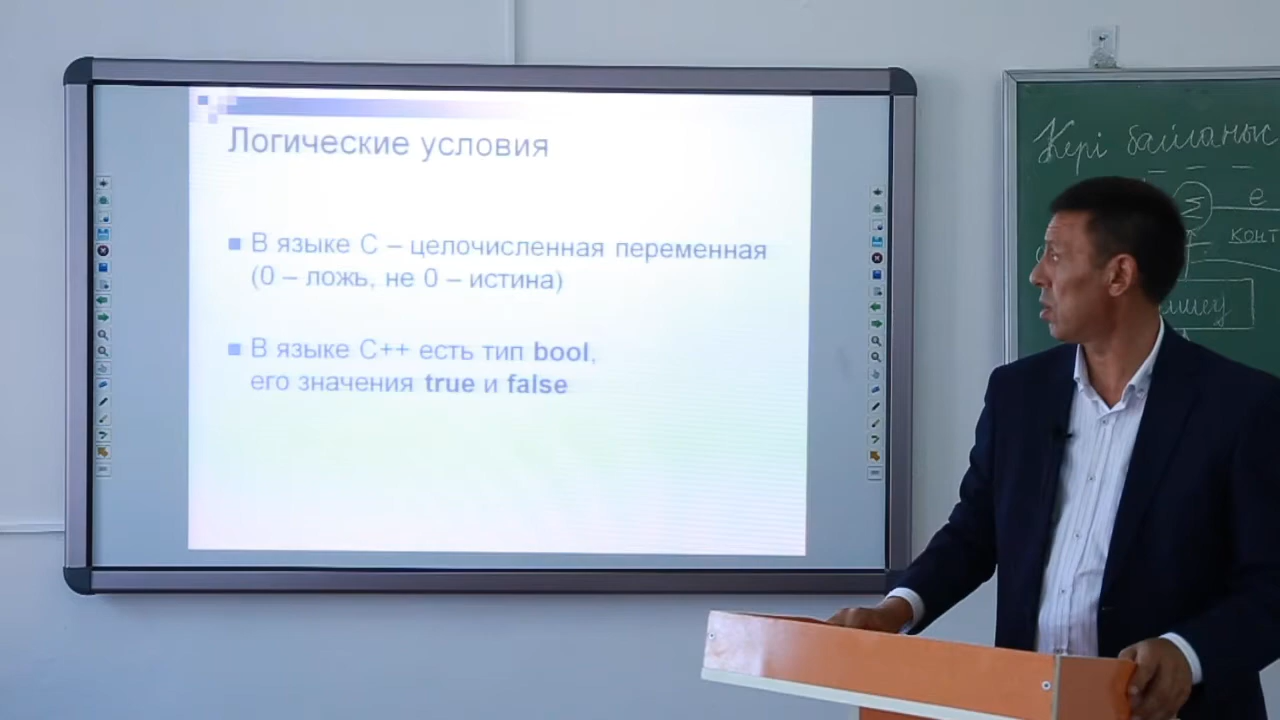 Логические условия
В языке C – целочисленная переменная
(0 – ложь, не 0 – истина)
В языке C++ есть тип bool,
его значения true и false
Кері байланыс
Σ
e
конт